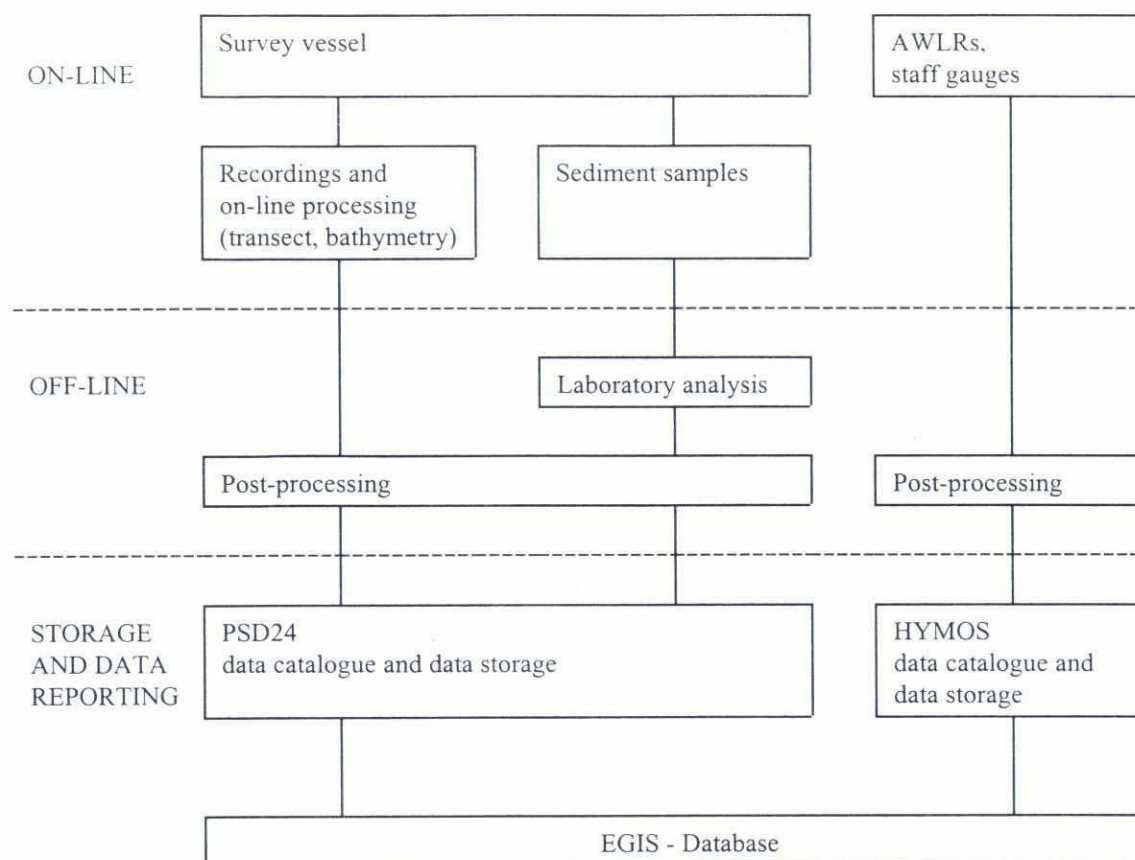 ON-LINE
Survey vessel
AWLRs,
staff gauges
Recordings and
on-line processing
(transect, bathymetry)
Sediment samples
OFF-LINE
Laboratory analysis
Post-processing
Post-processing
STORAGE
AND DATA
REPORTING
PSD24
data catalogue and data storage
HYMOS
data catalogue and
data storage
EGIS - Database